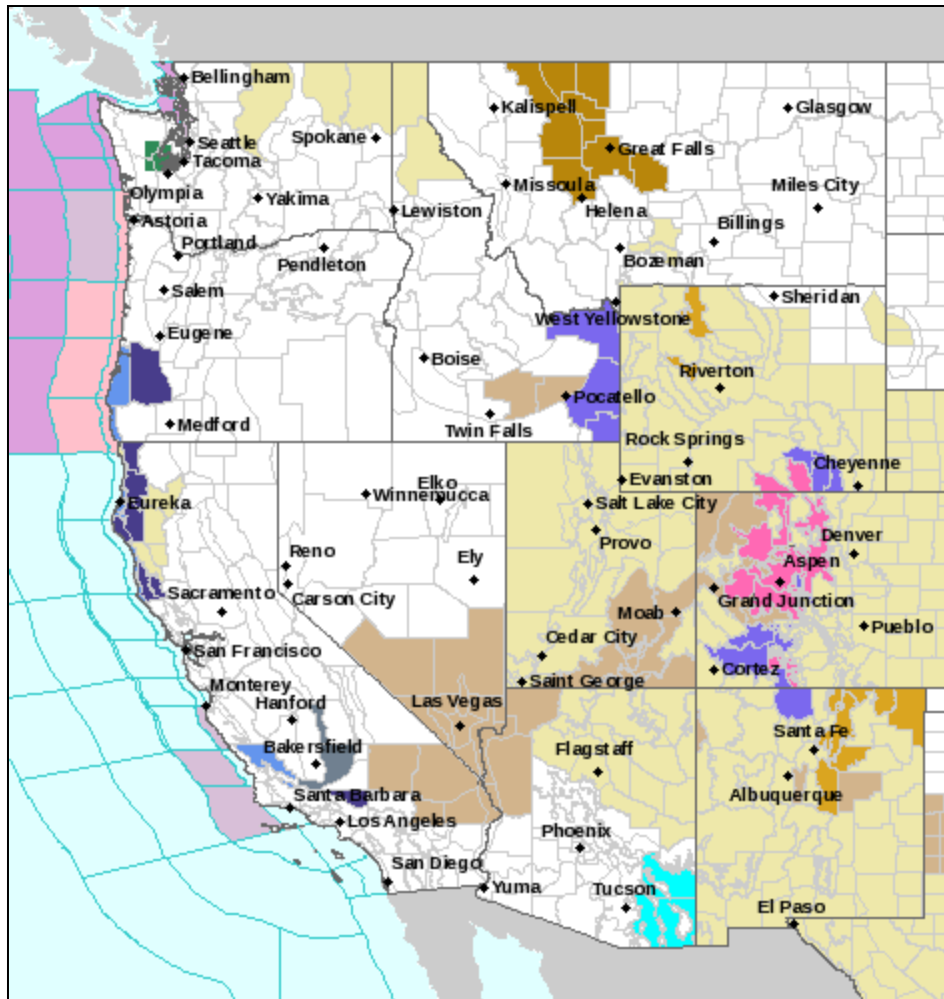 Bellingham
Kalispell
Glasgow
Spokane
Seattle
Great Falls
Tacoma
Missoula
Miles City
Olympia
Yakima
Helena
Lewiston
Astoria
Billings
Portland
Bozeman
Pendleton
Salem
Sheridan
West Yellowstone
Eugene
Boise
Riverton
Pocatello
Medford
Twin Falls
Rock Springs
Cheyenne
Evanston
Elko
Winnemucca
Eureka
Salt Lake City
Denver
Provo
Reno
Ely
Aspen
Sacramento
Carson City
Grand Junction
Moab
Pueblo
Cedar City
San Francisco
Cortez
Saint George
Monterey
Hanford
Las Vegas
Santa Fe
Bakersfield
Flagstaff
Albuquerque
Santa Barbara
Los Angeles
Phoenix
San Diego
Yuma
Tucson
El Paso